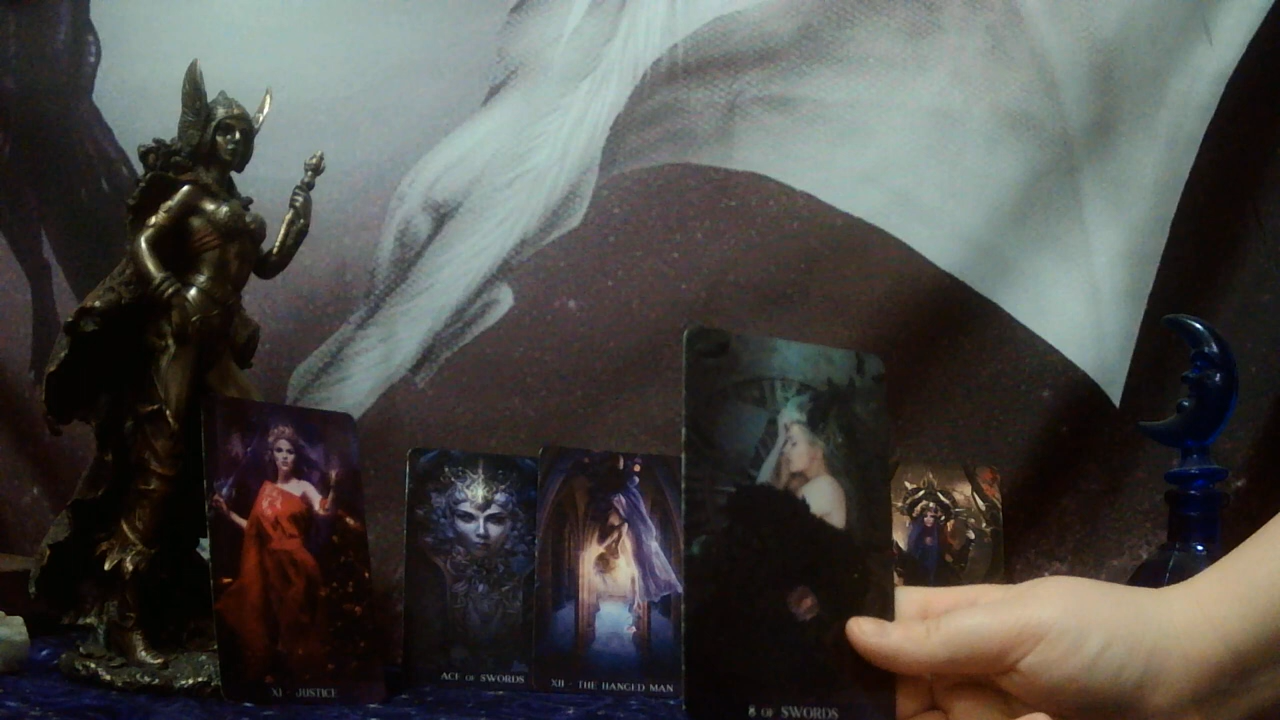 XI - JUSTICE
ACE OF SWORDS
XII - THE HANGED MAN
8 OF SWORDS